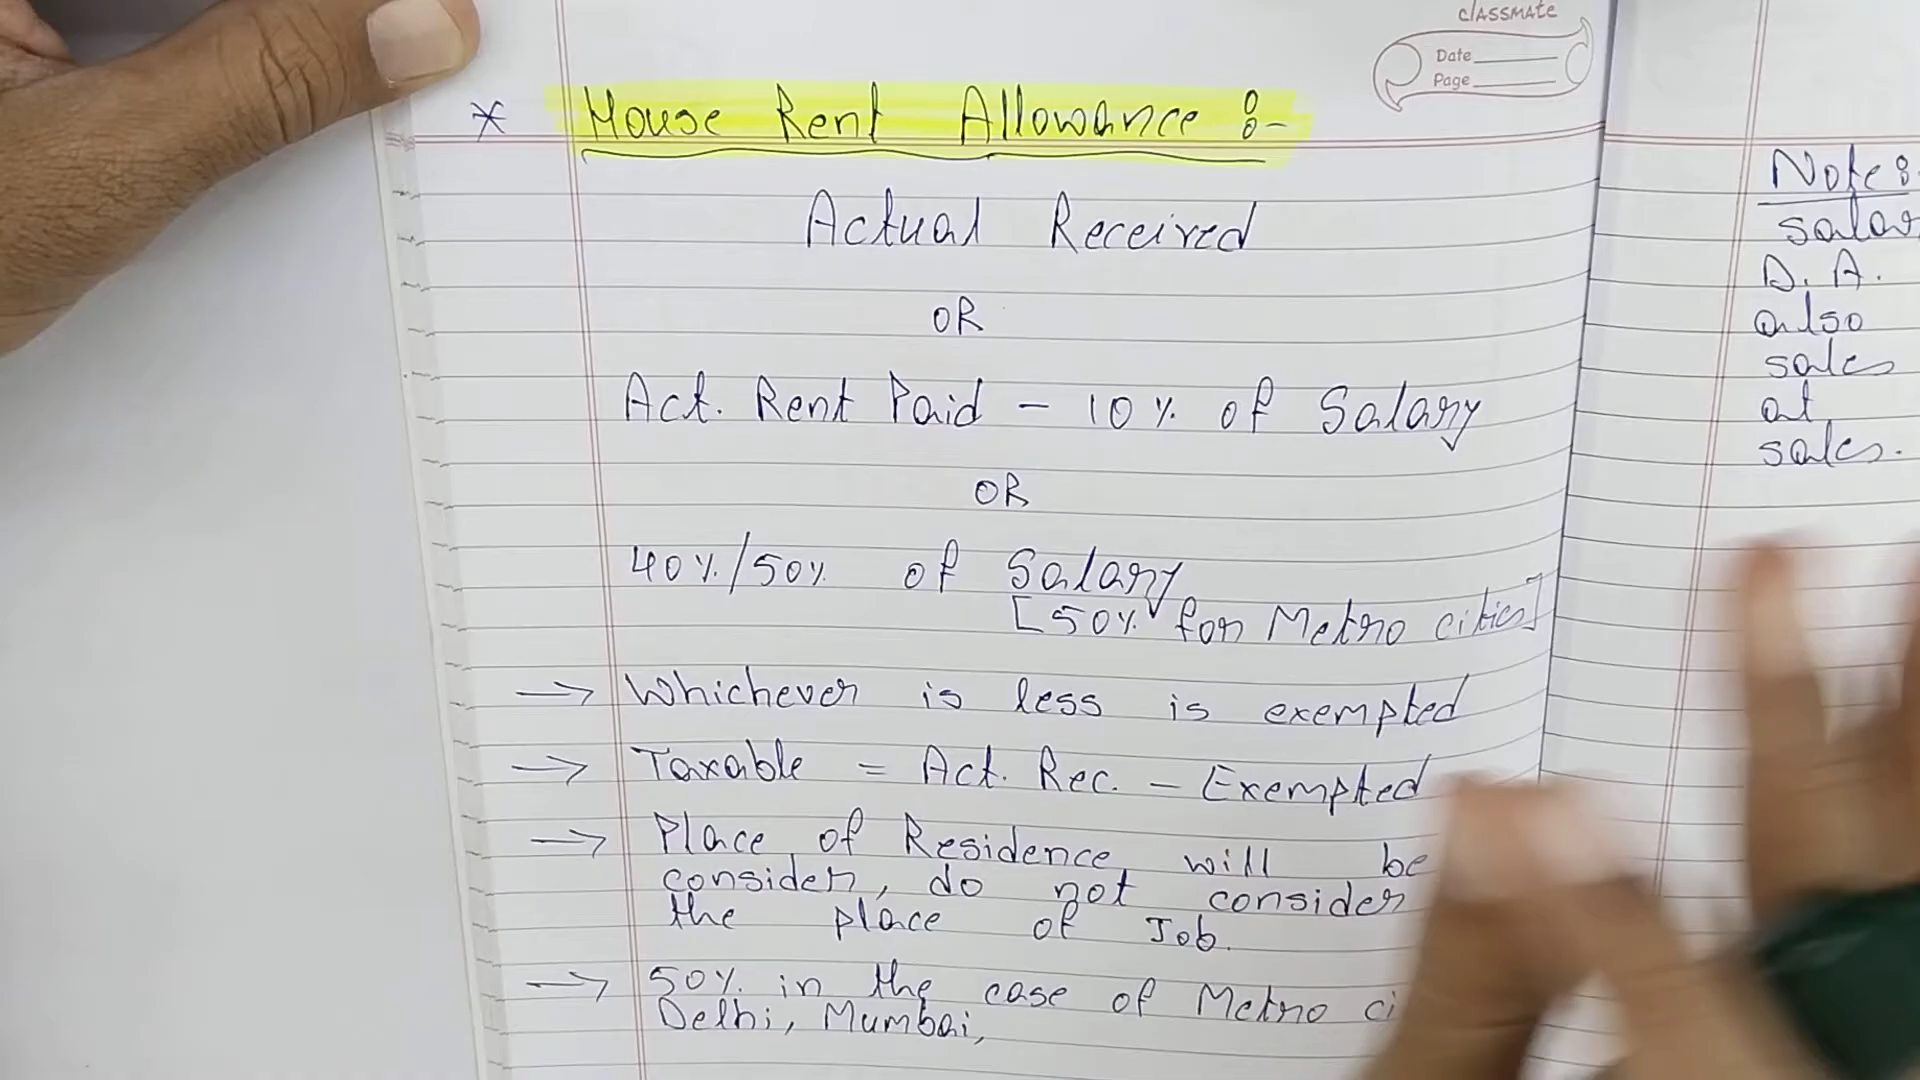 classmate
Date
Page
* House Rent Allowance :-
Actual Received
OR
Act. Rent Paid - 10% of Salary
OR
40%/50% of Salary
[50% for Metro cities]
→ Whichever is less is exempted
→ Taxable = Act. Rec. - Exempted
→ Place of Residence will be
consider, do not consider
the place of Job.
→ 50% in the case of Metro ci
Delhi, Mumbai,
Note:-
salar
D. A.
also
sales
at
sales.